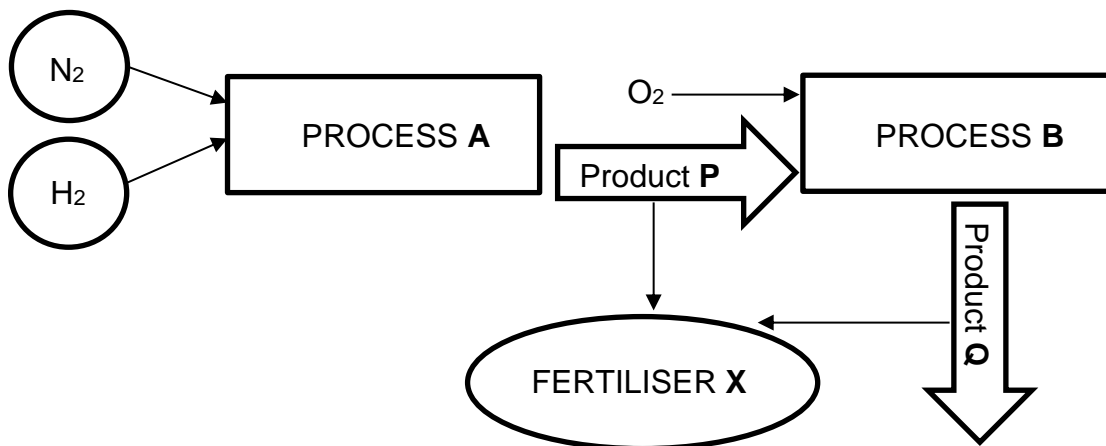 N₂
H₂
PROCESS A
O₂
Product P
PROCESS B
Product Q
FERTILISER X